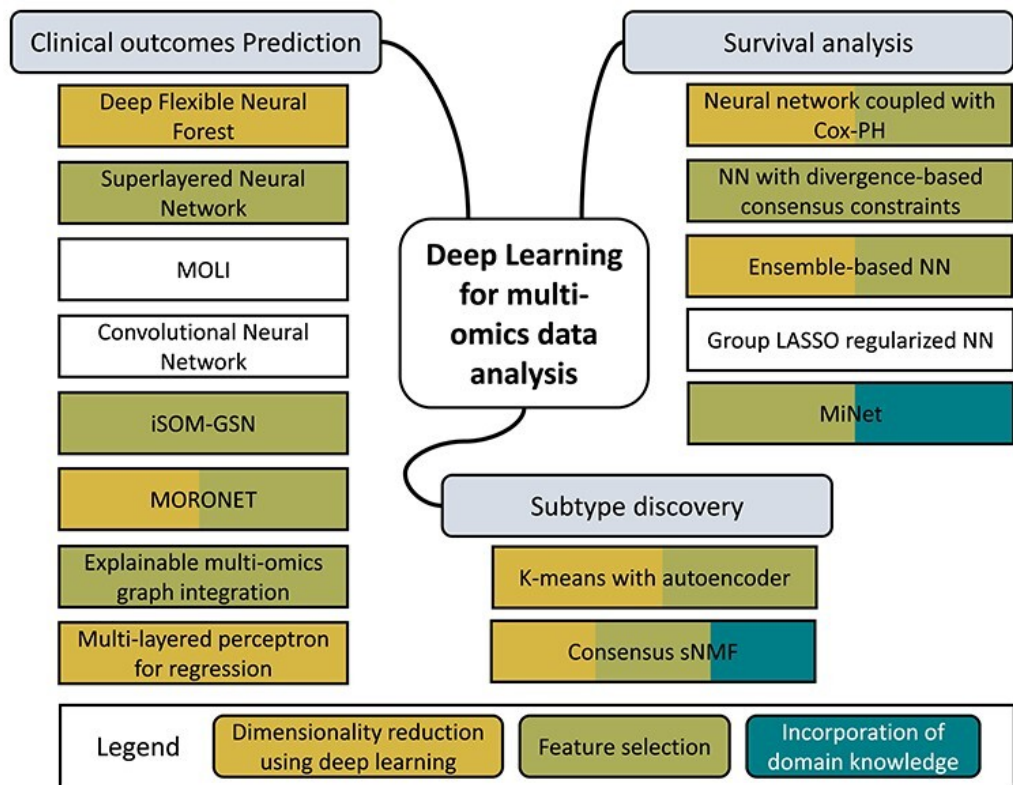 Clinical outcomes Prediction
Deep Flexible Neural
Forest
Superlayered Neural
Network
MOLI
Convolutional Neural
Network
iSOM-GSN
MORONET
Explainable multi-omics
graph integration
Multi-layered perceptron
for regression
Deep Learning
for multi-
omics data
analysis
Survival analysis
Neural network coupled with
Cox-PH
NN with divergence-based
consensus constraints
Ensemble-based NN
Group LASSO regularized NN
MiNet
Subtype discovery
K-means with autoencoder
Consensus sNMF
Legend
Dimensionality reduction
using deep learning
Feature selection
Incorporation of
domain knowledge